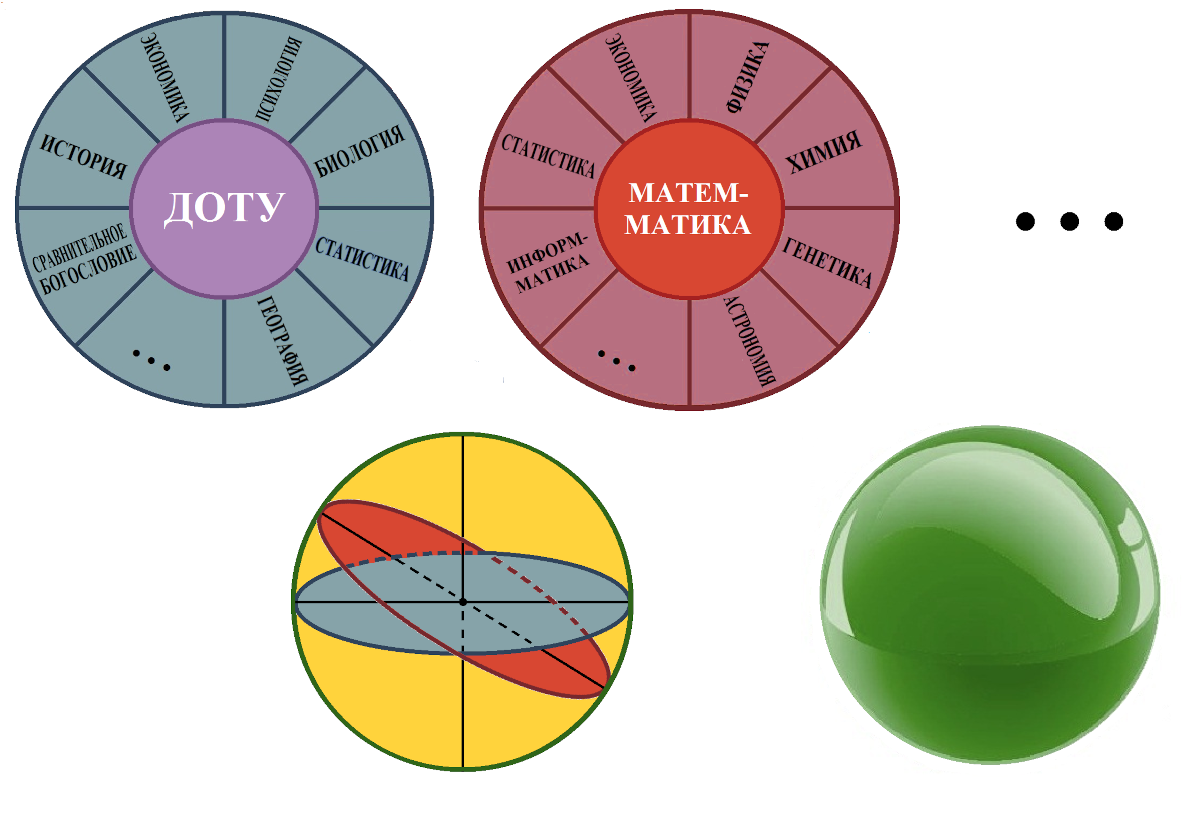 ЭКОНОМИКА
ПСИХОЛОГИЯ
ИСТОРИЯ
БИОЛОГИЯ
ДОТУ
СРАВНИТЕЛЬНОЕ
БОГОСЛОВИЕ
СТАТИСТИКА
ГЕОГРАФИЯ
...
ЭКОНОМИКА
ФИЗИКА
СТАТИСТИКА
ХИМИЯ
МАТЕМ-
МАТИКА
ИНФОРМ-
МАТИКА
ГЕНЕТИКА
АСТРОНОМИЯ
...
...